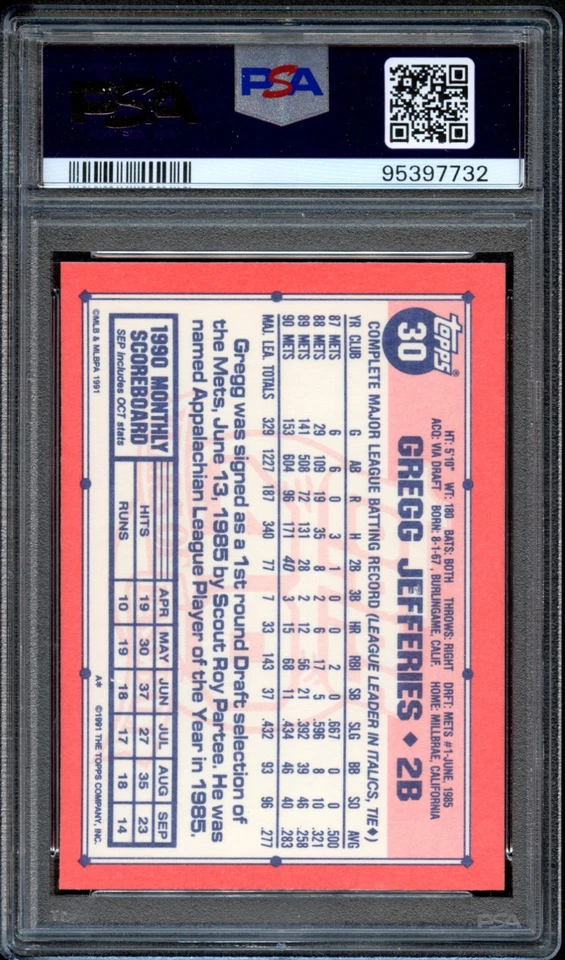 PSA
PSA
95397732
topps®
30
GREGG JEFFERIES ◆ 2B
HT: 5'10" WT: 180 BATS: BOTH THROWS: RIGHT DRFT: METS #1-JUNE, 1985
ACQ: VIA DRAFT BORN: 8-1-67, BURLINGAME, CALIF. HOME: MILLBRAE, CALIFORNIA
COMPLETE MAJOR LEAGUE BATTING RECORD (LEAGUE LEADER IN ITALICS, TIE◆)
YR CLUB G AB R H 2B 3B HR RBI SB SLG BB SO AVG
87 METS 6 6 0 3 1 0 0 2 0 .667 0 0 .500
88 METS 29 109 19 35 8 2 6 17 5 .596 8 10 .321
89 METS 141 508 72 131 28 2 12 56 21 .392 39 46 .258
90 METS 153 604 96 171 40 3 15 68 11 .434 46 40 .283
MAJ. LEA. TOTALS 329 1227 187 340 77 7 33 143 37 .432 93 96 .277
Gregg was signed as a 1st round Draft selection of
the Mets, June 13, 1985 by Scout Roy Partee. He was
named Appalachian League Player of the Year in 1985.
1990 MONTHLY
SCOREBOARD
SEP includes OCT stats
APR MAY JUN JUL AUG SEP
HITS 19 30 37 27 35 23
RUNS 10 19 18 17 18 14
©MLB & MLBPA 1991
A* ©1991 THE TOPPS COMPANY, INC.
PSA